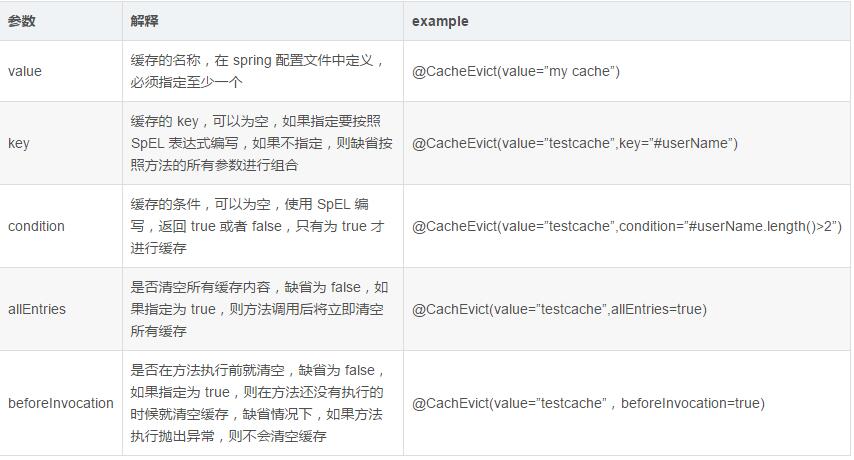 参数
解释
example
value
缓存的名称，在 spring 配置文件中定义，
必须指定至少一个
@CacheEvict(value=”my cache”)
key
缓存的 key，可以为空，如果指定要按照
SpEL 表达式编写，如果不指定，则缺省按
照方法的所有参数进行组合
@CacheEvict(value=”testcache”,key=”#userName”)
condition
缓存的条件，可以为空，使用 SpEL 编
写，返回 true 或者 false，只有为 true 才
进行缓存
@CacheEvict(value=”testcache”,condition=”#userName.length()>2”)
allEntries
是否清空所有缓存内容，缺省为 false，如
果指定为 true，则方法调用后将立即清空
所有缓存
@CachEvict(value=”testcache”,allEntries=true)
beforeInvocation
是否在方法执行前就清空，缺省为 false，
如果指定为 true，则在方法还没有执行的
时候就清空缓存，缺省情况下，如果方法
执行抛出异常，则不会清空缓存
@CachEvict(value=”testcache”，beforeInvocation=true)